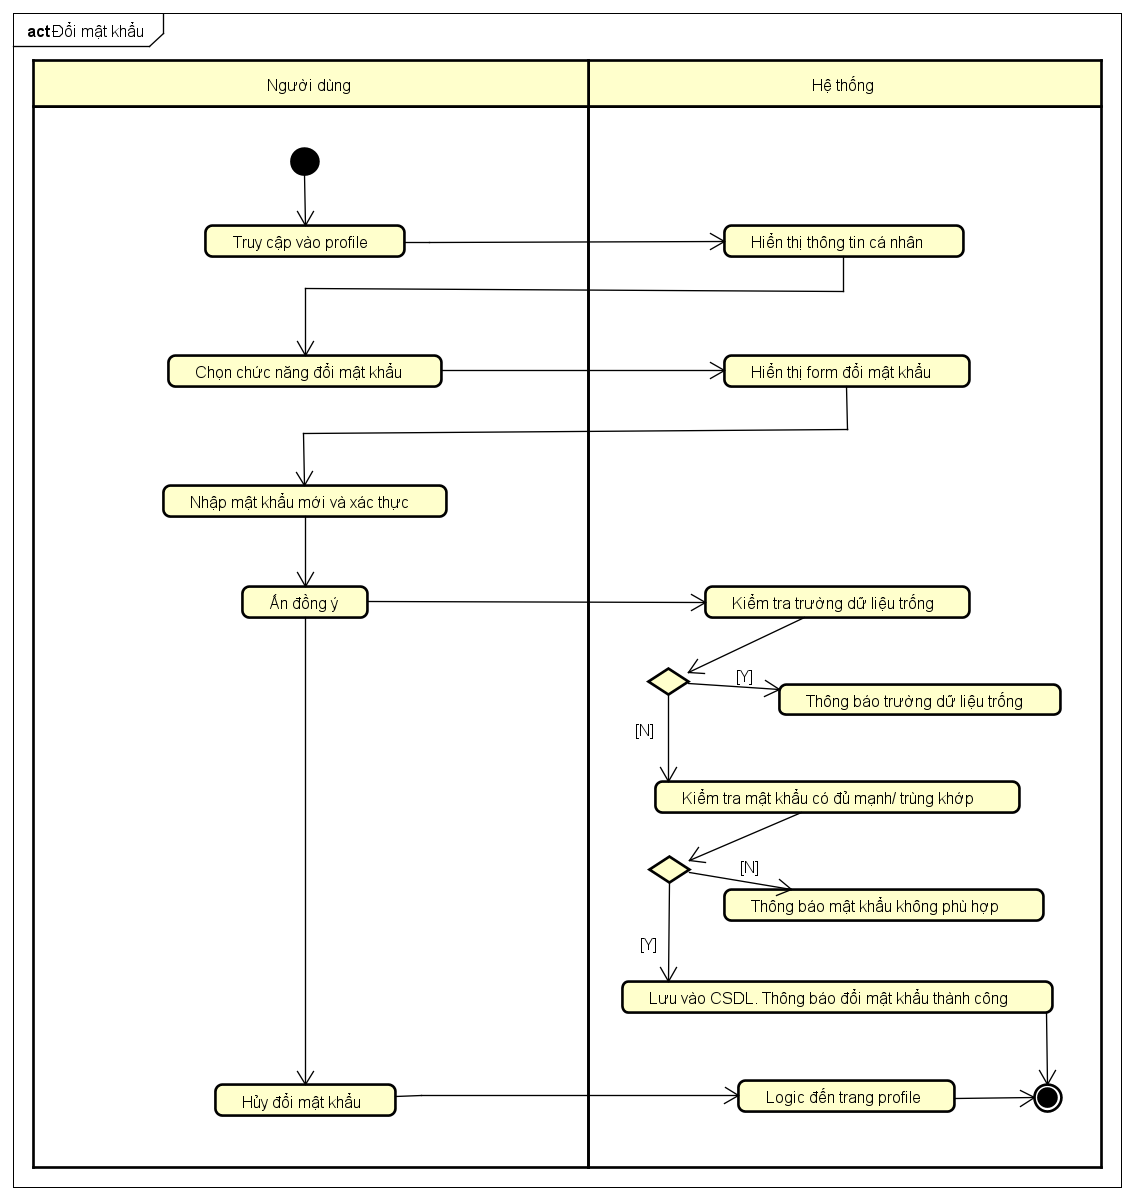 act Đổi mật khẩu
Người dùng
Hệ thống
Truy cập vào profile
Hiển thị thông tin cá nhân
Chọn chức năng đổi mật khẩu
Hiển thị form đổi mật khẩu
Nhập mật khẩu mới và xác thực
Ấn đồng ý
Kiểm tra trường dữ liệu trống
[Y]
Thông báo trường dữ liệu trống
[N]
Kiểm tra mật khẩu có đủ mạnh/ trùng khớp
[N]
Thông báo mật khẩu không phù hợp
[Y]
Lưu vào CSDL. Thông báo đổi mật khẩu thành công
Hủy đổi mật khẩu
Logic đến trang profile